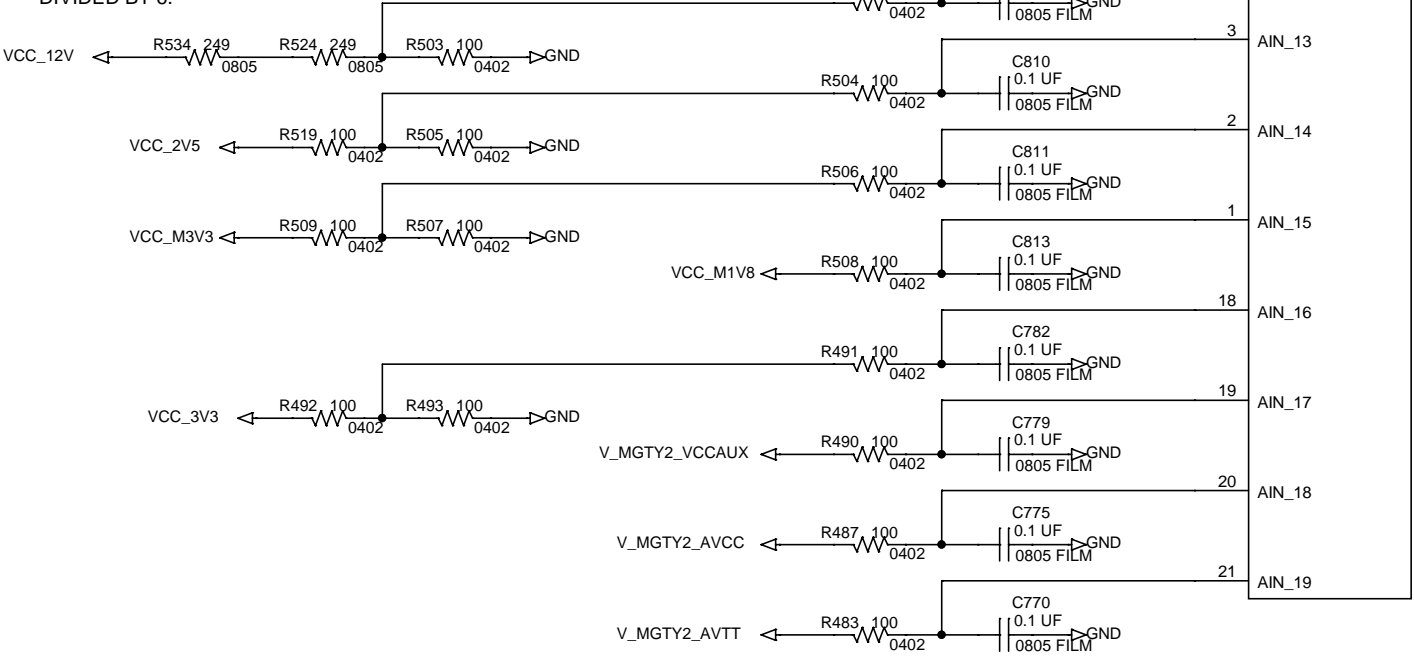 DIVIDED BY 6.
0402
0805 FILM
GND
3
AIN_13
VCC_12V
R534 249
0805
R524 249
0805
R503 100
0402
GND
C810
0.1 UF
0805 FILM
GND
R504 100
0402
2
AIN_14
VCC_2V5
R519 100
0402
R505 100
0402
GND
C811
0.1 UF
0805 FILM
GND
R506 100
0402
1
AIN_15
VCC_M3V3
R509 100
0402
R507 100
0402
GND
C813
0.1 UF
0805 FILM
GND
VCC_M1V8
R508 100
0402
18
AIN_16
C782
0.1 UF
0805 FILM
GND
R491 100
0402
19
AIN_17
VCC_3V3
R492 100
0402
R493 100
0402
GND
C779
0.1 UF
0805 FILM
GND
V_MGTY2_VCCAUX
R490 100
0402
20
AIN_18
C775
0.1 UF
0805 FILM
GND
V_MGTY2_AVCC
R487 100
0402
21
AIN_19
C770
0.1 UF
0805 FILM
GND
V_MGTY2_AVTT
R483 100
0402